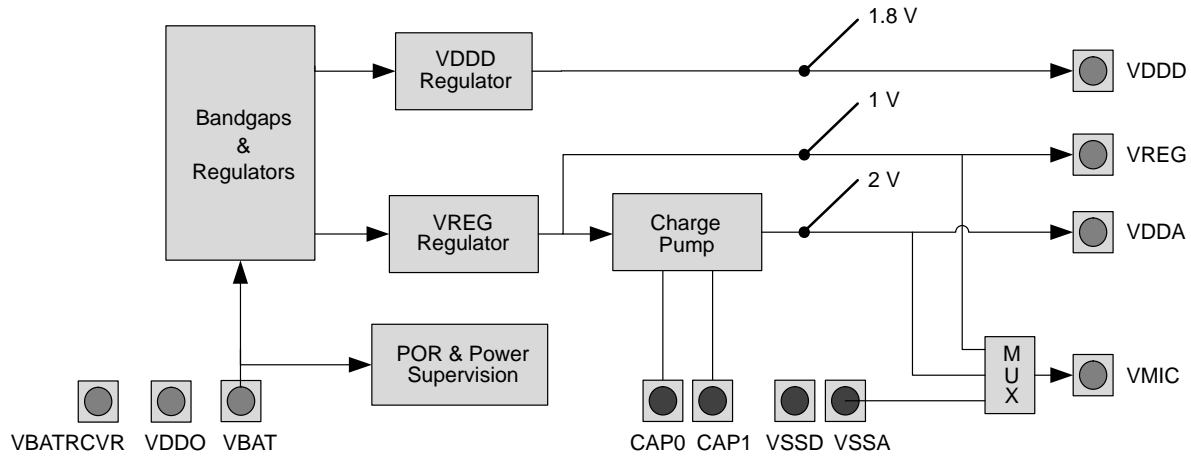 1.8 V
VDDD
Regulator
VDDD
Bandgaps
&
Regulators
1 V
VREG
2 V
VREG
Regulator
Charge
Pump
VDDA
POR & Power
Supervision
M
U
X
VMIC
VBATRCVR
VDDO
VBAT
CAP0
CAP1
VSSD
VSSA